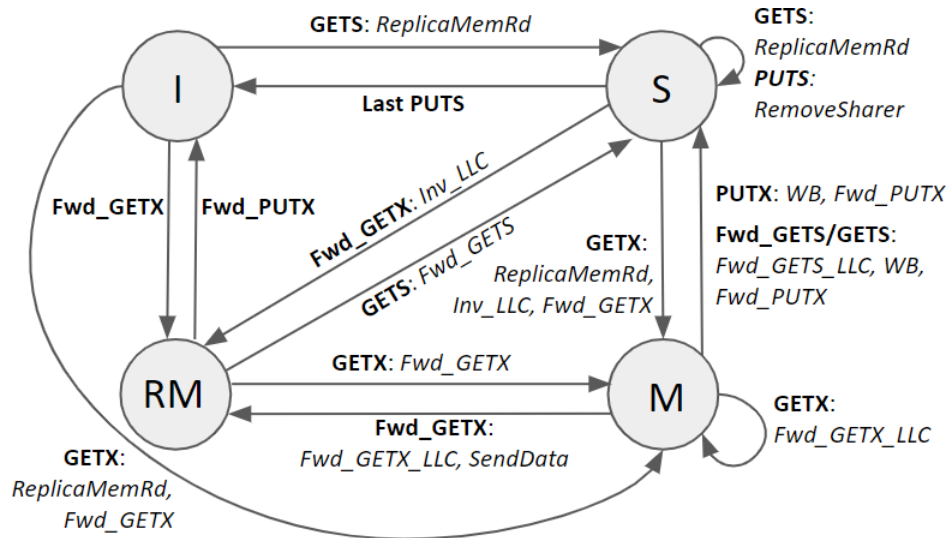 GETS: ReplicaMemRd
GETS:
ReplicaMemRd
PUTS:
RemoveSharer
I
S
Last PUTS
Fwd_GETX
Fwd_PUTX
Fwd_GETX: Inv_LLC
GETS: Fwd_GETS
GETX:
ReplicaMemRd,
Inv_LLC, Fwd_GETX
PUTX: WB, Fwd_PUTX
Fwd_GETS/GETS:
Fwd_GETS_LLC, WB,
Fwd_PUTX
RM
GETX: Fwd_GETX
M
Fwd_GETX:
Fwd_GETX_LLC, SendData
GETX:
Fwd_GETX_LLC
GETX:
ReplicaMemRd,
Fwd_GETX